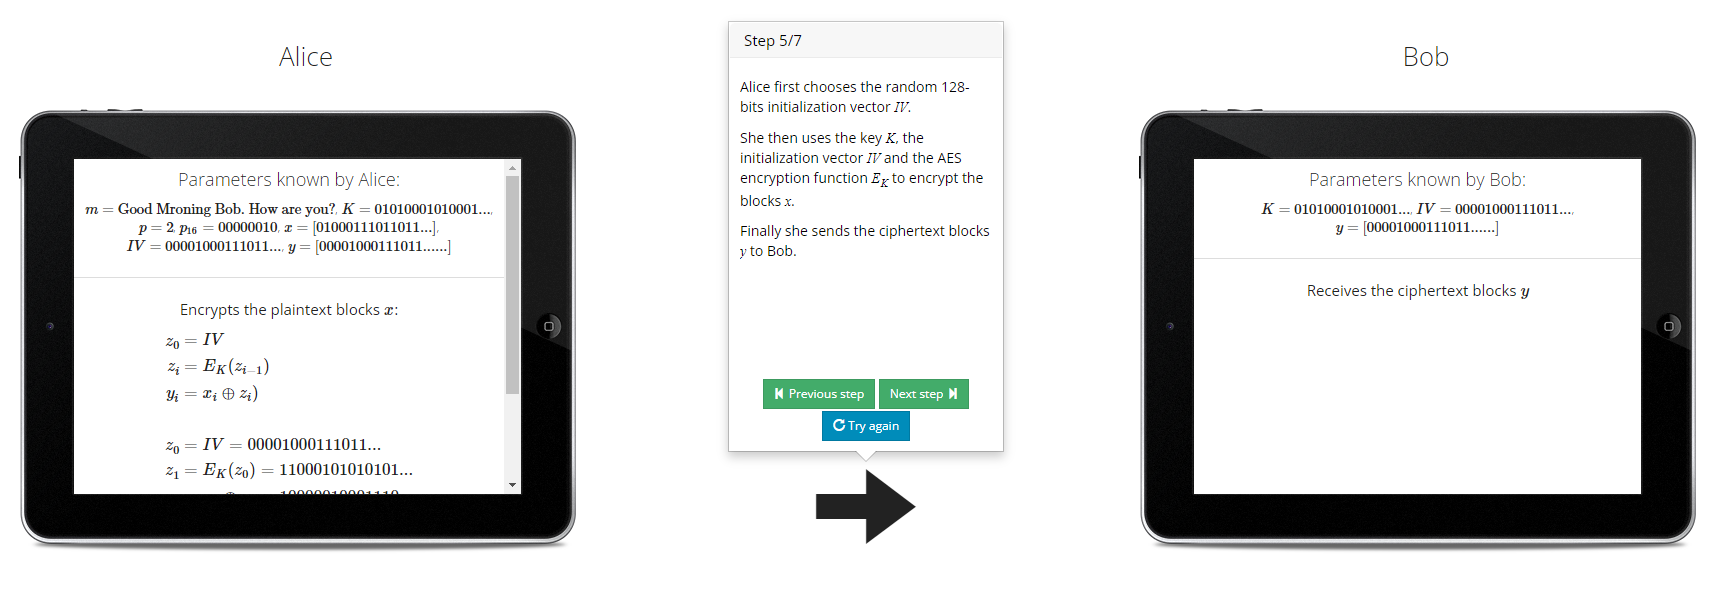 Alice
Parameters known by Alice:
m = Good Mroning Bob. How are you?, K = 01010001010001...,
p = 2, p₁₆ = 00000010, x = [01000111011011...],
IV = 00001000111011..., y = [00001000111011......]
Encrypts the plaintext blocks x:
z₀ = IV
zᵢ = E_K(zᵢ₋₁)
yᵢ = xᵢ ⊕ zᵢ)
z₀ = IV = 00001000111011...
z₁ = E_K(z₀) = 11000101010101...
Step 5/7
Alice first chooses the random 128-
bits initialization vector IV.
She then uses the key K, the
initialization vector IV and the AES
encryption function E_K to encrypt the
blocks x.
Finally she sends the ciphertext blocks
y to Bob.
Previous step
Next step
Try again
Bob
Parameters known by Bob:
K = 01010001010001..., IV = 00001000111011...,
y = [00001000111011......]
Receives the ciphertext blocks y